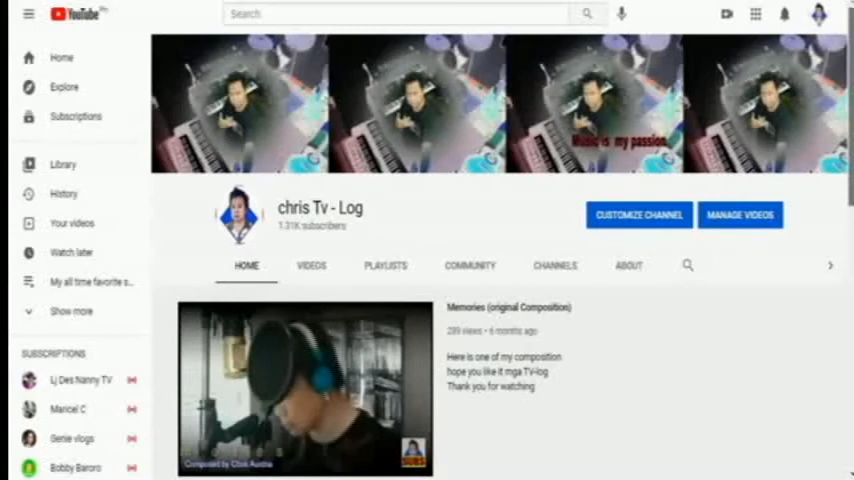 YouTube
Search
Home
Explore
Subscriptions
Library
History
Your videos
Watch later
My all time favorite s...
Show more
SUBSCRIPTIONS
Lj Des Nanny TV
Maricel C
Genie vlogs
Bobby Baroro
Music is my passion
chris Tv - Log
1.31K subscribers
CUSTOMIZE CHANNEL
MANAGE VIDEOS
HOME
VIDEOS
PLAYLISTS
COMMUNITY
CHANNELS
ABOUT
Memories (original Composition)
289 views • 6 months ago
Here is one of my composition
hope you like it mga TV-log
Thank you for watching
Composed by Chris Austria
SUBS